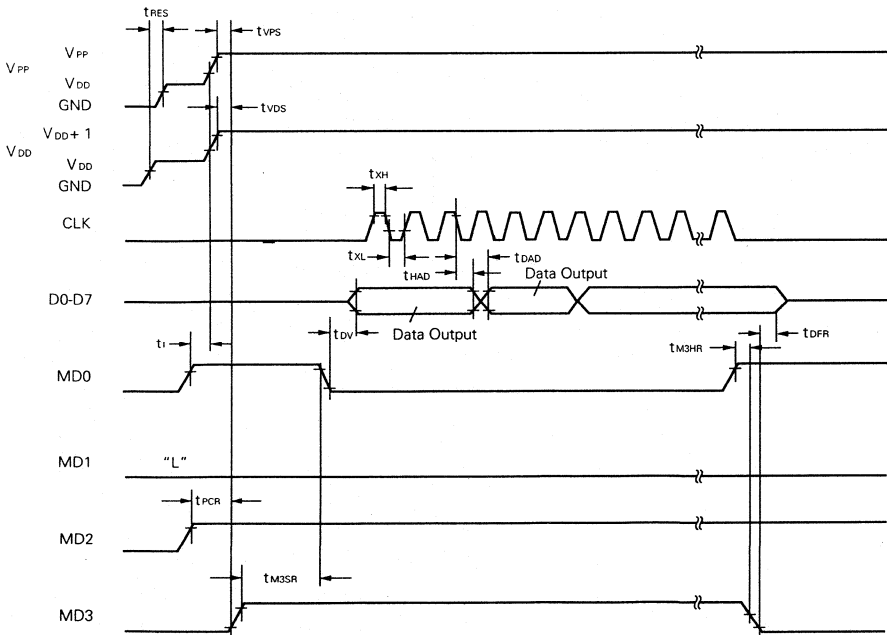 tRES
tVPS
VPP
VPP
VDD
GND
tVDS
VDD + 1
VDD
VDD
GND
tXH
CLK
tXL
tHAD
tDAD
Data Output
D0-D7
Data Output
tDV
tDFR
tI
tM3HR
MD0
MD1
"L"
tPCR
MD2
tM3SR
MD3